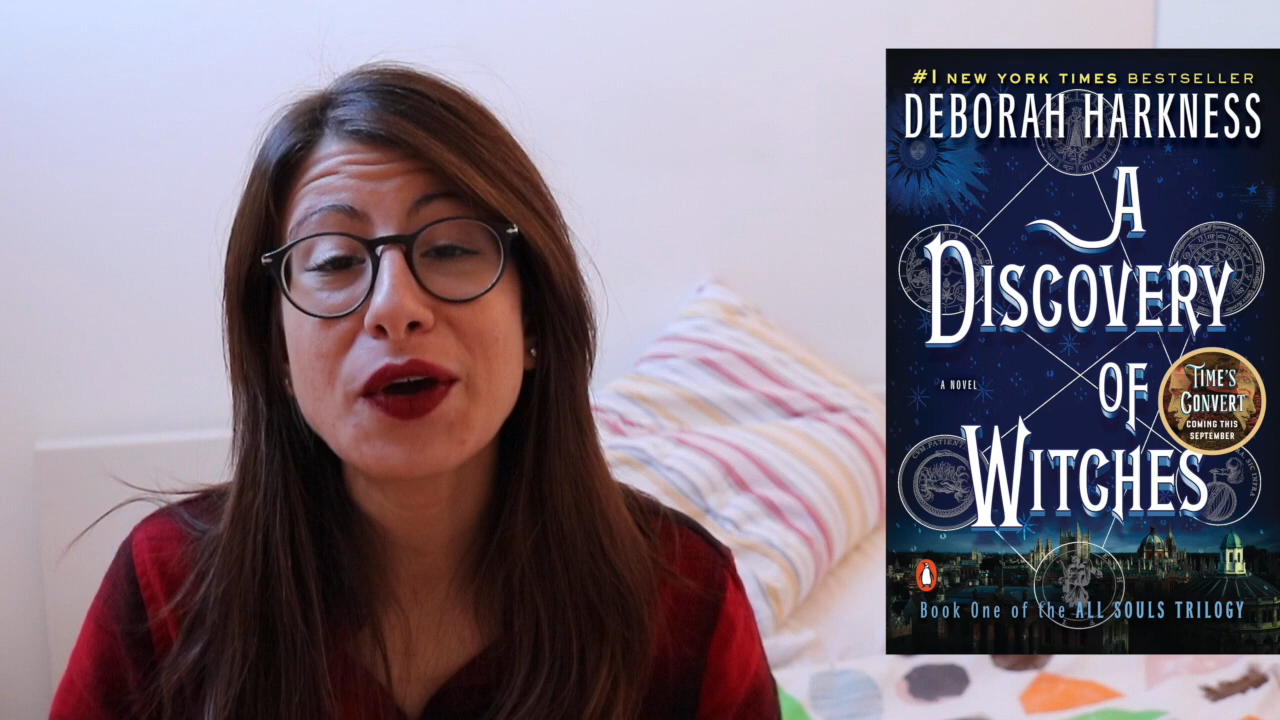 #1 NEW YORK TIMES BESTSELLER
DEBORAH HARKNESS
A
DISCOVERY
OF
WITCHES
A NOVEL
TIME'S
CONVERT
COMING THIS
SEPTEMBER
Book One of the ALL SOULS TRILOGY